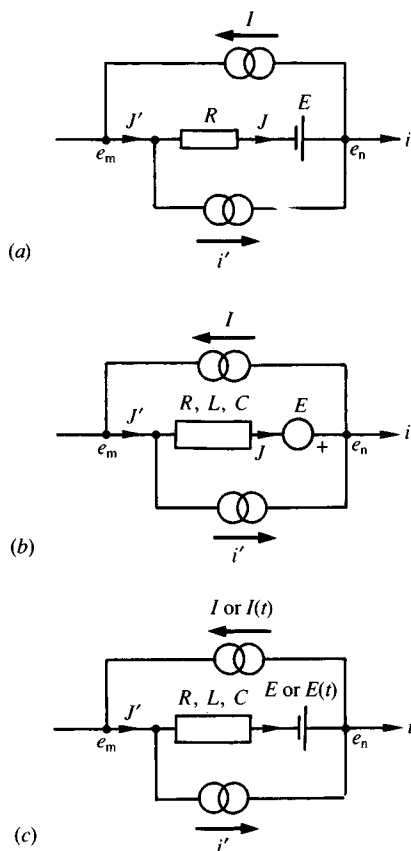 I
J' R J E
e_m e_n i
(a) i'
I
R, L, C E
J'
e_m J + e_n i
(b) i'
I or I(t)
R, L, C E or E(t)
J'
e_m e_n i
(c) i'